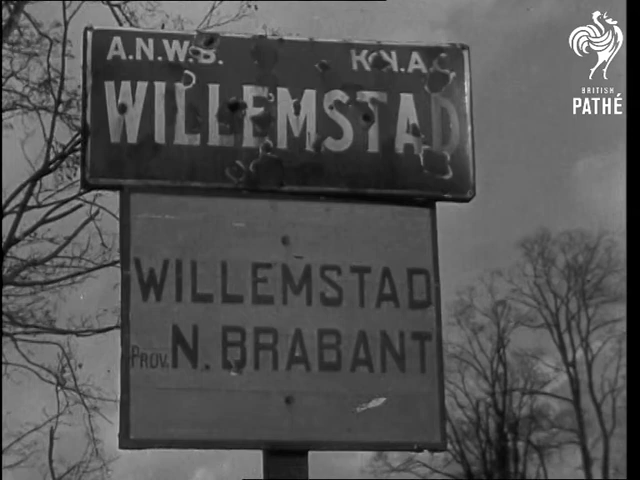 A.N.W.B. K.N.A.C.
WILLEMSTAD
WILLEMSTAD
PROV. N. BRABANT
BRITISH
PATHÉ